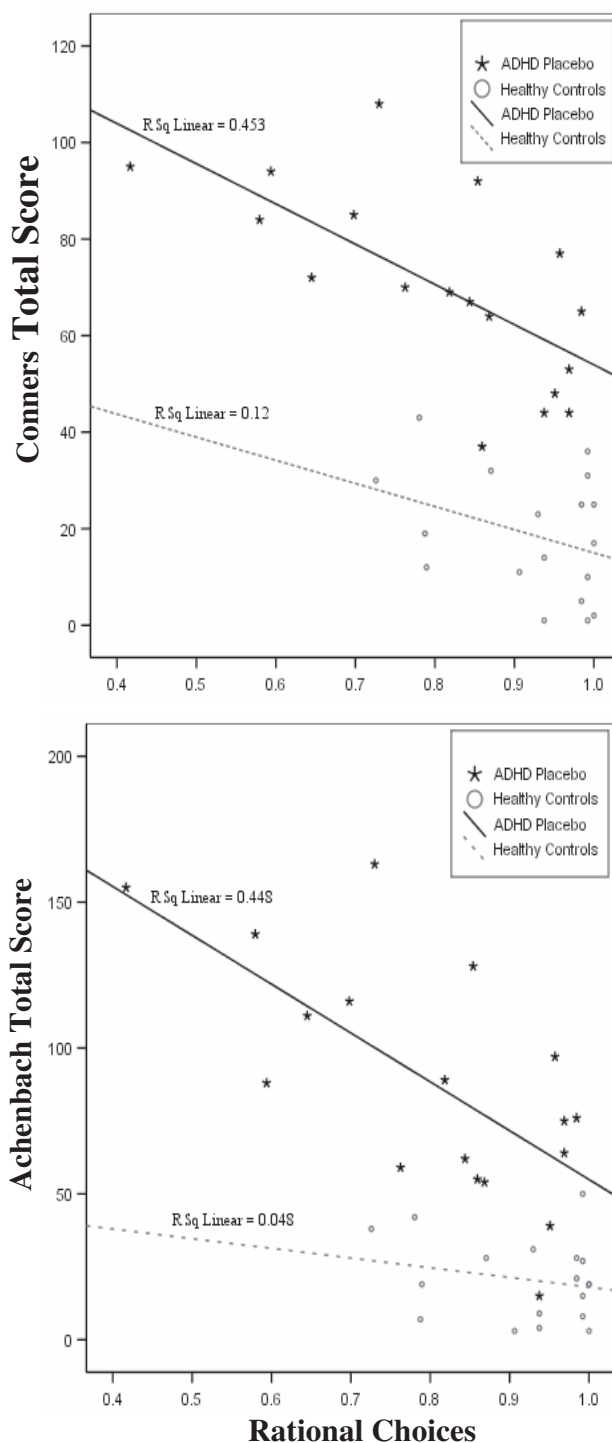 120
100
80
60
40
20
0
Conners Total Score
ADHD Placebo
Healthy Controls
ADHD Placebo
Healthy Controls
R Sq Linear = 0.453
R Sq Linear = 0.12
0.4 0.5 0.6 0.7 0.8 0.9 1.0
200
150
100
50
0
Achenbach Total Score
ADHD Placebo
Healthy Controls
ADHD Placebo
Healthy Controls
R Sq Linear = 0.448
R Sq Linear = 0.048
0.4 0.5 0.6 0.7 0.8 0.9 1.0
Rational Choices